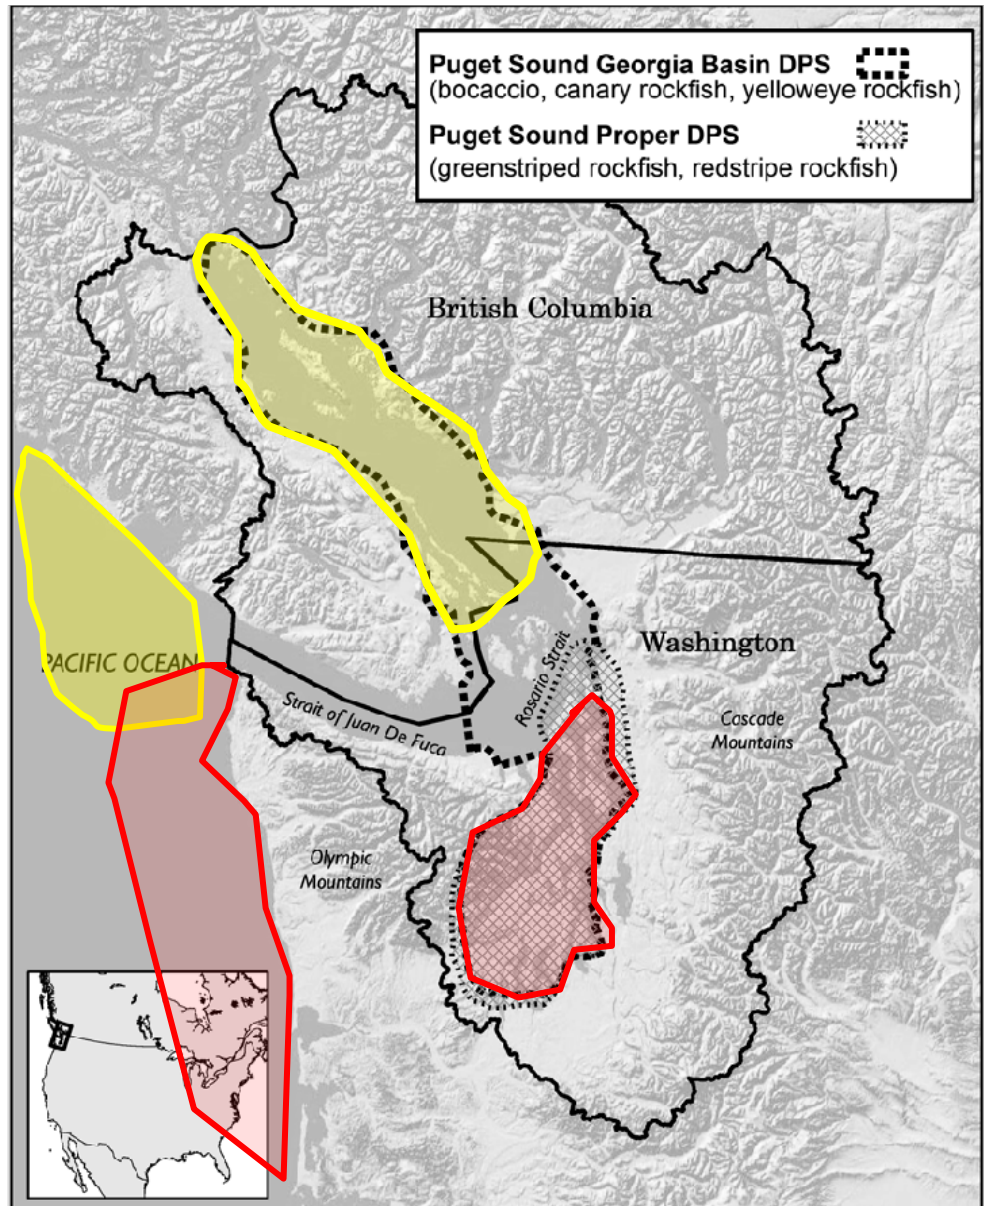 Puget Sound Georgia Basin DPS
(bocaccio, canary rockfish, yelloweye rockfish)
Puget Sound Proper DPS
(greenstriped rockfish, redstripe rockfish)
British Columbia
Washington
PACIFIC OCEAN
Rosario Strait
Strait of Juan De Fuca
Cascade
Mountains
Olympic
Mountains